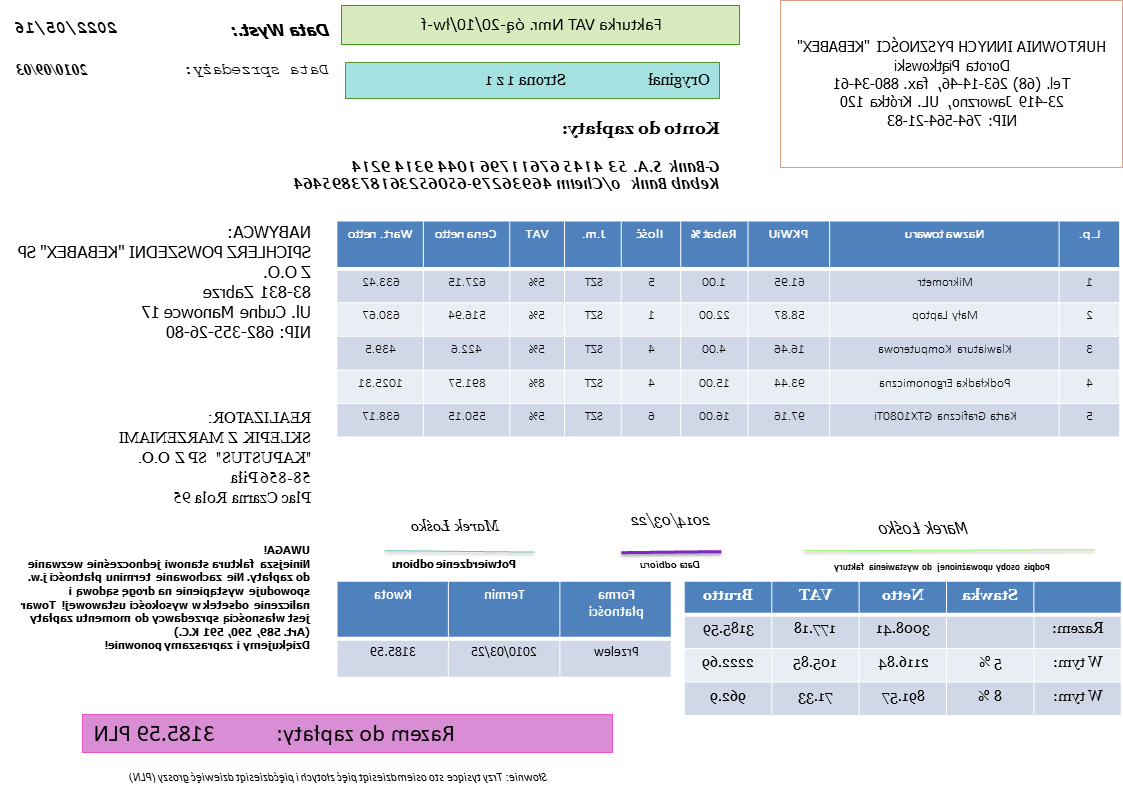 HURTOWNIA INNYCH PYSZNOŚCI "KEBABEX"
Dorota Piątkowski
Tel. (68) 263-14-46, fax. 880-34-61
23-419 Jaworzno, UL. Krótka 120
NIP: 764-564-21-83
Fakturka VAT Nmr. óą-20/10/łw-f
Oryginał Strona 1 z 1
Data Wyst.: 2022/05/16
Data sprzedaży: 2010/09/03
Konto do zapłaty:
G-Bank S.A. 53 4145 6761 1796 1044 9314 9214
Kebab Bank o/Chełm 46936279-650652361873895464
L.p. Nazwa towaru PKWiU Rabat % Ilość J.m. VAT Cena netto Wart. netto
1 Mikrometr 61.95 1.00 5 SZT 5% 627.15 633.42
2 Mały Laptop 58.87 22.00 1 SZT 5% 516.94 630.67
3 Klawiatura Komputerowa 16.46 4.00 4 SZT 5% 422.6 439.5
4 Podkładka Ergonomiczna 93.44 15.00 4 SZT 8% 891.57 1025.31
5 Karta Graficzna GTX1080Ti 97.16 16.00 6 SZT 5% 550.15 638.17
NABYWCA:
SPICHLERZ POWSZEDNI "KEBABEX" SP
Z O.O.
83-831 Zabrze
Ul. Cudne Manowce 17
NIP: 682-355-26-80
REALIZATOR:
SKLEPIK Z MARZENIAMI
"KAPUSTUS" SP Z O.O.
58-856 Piła
Plac Czarna Rola 95
Marek Łośko
Podpis osoby upoważnionej do wystawienia faktury
2014/03/22
Data odbioru
Marek Łośko
Potwierdzenie odbioru
UWAGA!
Niniejsza faktura stanowi jednocześnie wezwanie
do zapłaty. Nie zachowanie terminu płatności j.w.
spowoduje wystąpienie na drogę sądową i
naliczenie odsetek w wysokości ustawowej! Towar
jest własnością sprzedawcy do momentu zapłaty
(Art. 589, 590, 591 K.C.)
Dziękujemy i zapraszamy ponownie!
Stawka Netto VAT Brutto
Razem: 3008.41 177.18 3185.59
W tym: 5 % 2116.84 105.85 2222.69
W tym: 8 % 891.57 71.33 962.9
Forma płatności Termin Kwota
Przelew 2010/03/25 3185.59
Razem do zapłaty: 3185.59 PLN
Słownie: Trzy tysiące sto osiemdziesiąt pięć złotych i pięćdziesiąt dziewięć groszy (PLN)